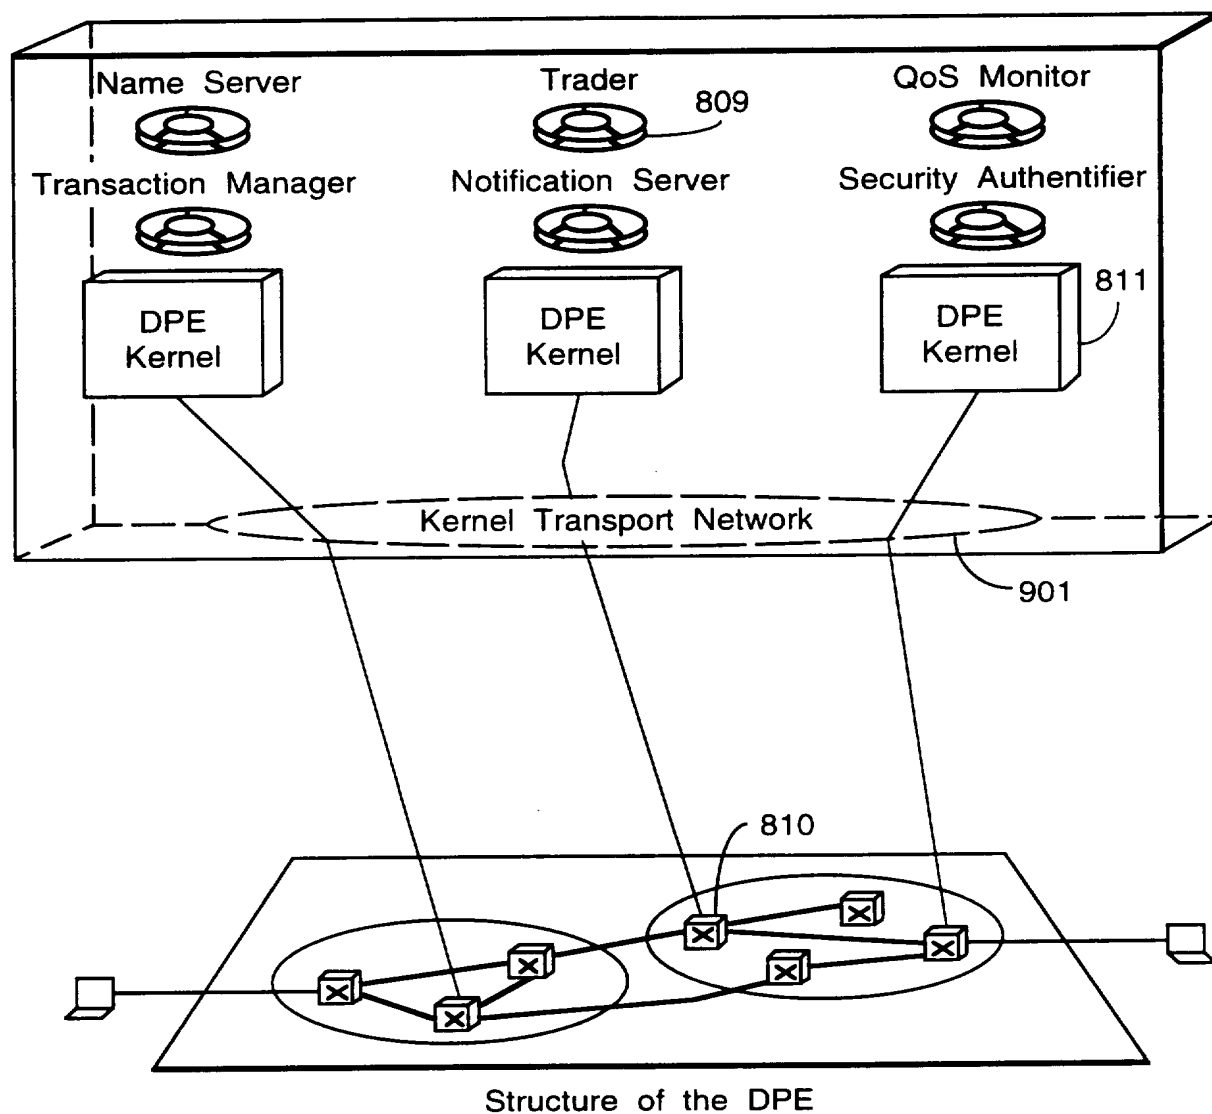 Name Server
Trader
QoS Monitor
809
Transaction Manager
Notification Server
Security Authentifier
811
DPE
Kernel
DPE
Kernel
DPE
Kernel
Kernel Transport Network
901
810
Structure of the DPE